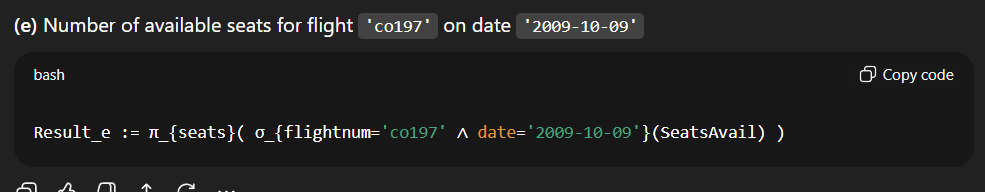 (e) Number of available seats for flight 'co197' on date '2009-10-09'
bash
Copy code
Result_e := π_{seats}( σ_{flightnum='co197' ∧ date='2009-10-09'}(SeatsAvail) )